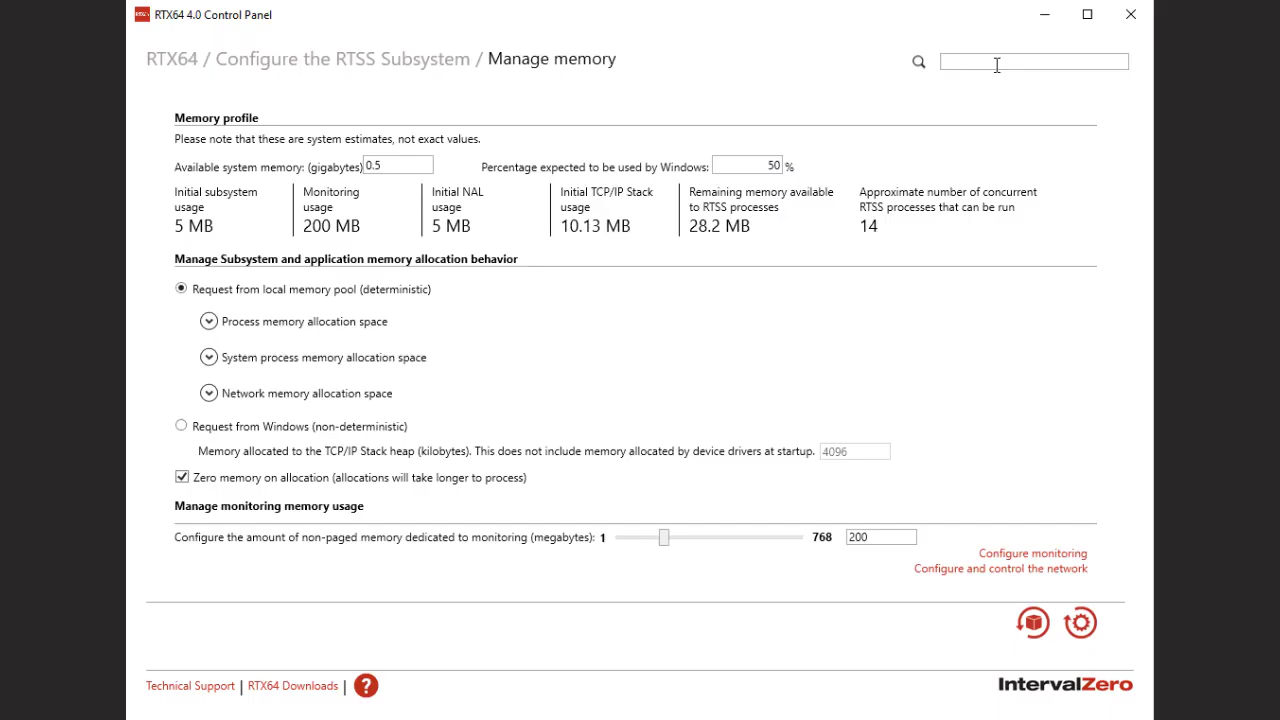 RTX64 4.0 Control Panel
RTX64 / Configure the RTSS Subsystem / Manage memory
Memory profile
Please note that these are system estimates, not exact values.
Available system memory: (gigabytes) 0.5 Percentage expected to be used by Windows: 50 %
Initial subsystem usage
5 MB
Monitoring usage
200 MB
Initial NAL usage
5 MB
Initial TCP/IP Stack usage
10.13 MB
Remaining memory available to RTSS processes
28.2 MB
Approximate number of concurrent RTSS processes that can be run
14
Manage Subsystem and application memory allocation behavior
Request from local memory pool (deterministic)
Process memory allocation space
System process memory allocation space
Network memory allocation space
Request from Windows (non-deterministic)
Memory allocated to the TCP/IP Stack heap (kilobytes). This does not include memory allocated by device drivers at startup. 4096
Zero memory on allocation (allocations will take longer to process)
Manage monitoring memory usage
Configure the amount of non-paged memory dedicated to monitoring (megabytes): 1 768 200
Configure monitoring
Configure and control the network
Technical Support | RTX64 Downloads | ?
IntervalZero